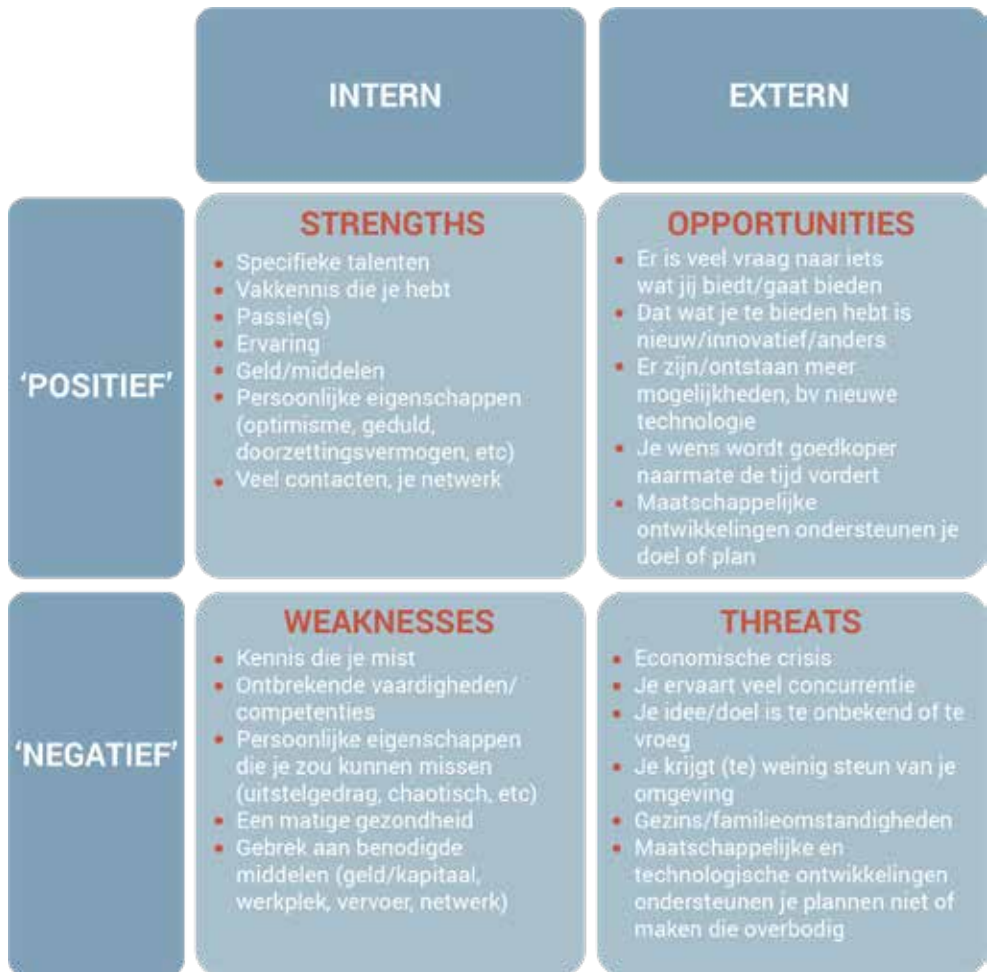 INTERN
EXTERN
'POSITIEF'
STRENGTHS
• Specifieke talenten
• Vakkennis die je hebt
• Passie(s)
• Ervaring
• Geld/middelen
• Persoonlijke eigenschappen
(optimisme, geduld,
doorzettingsvermogen, etc)
• Veel contacten, je netwerk
OPPORTUNITIES
• Er is veel vraag naar iets
wat jij biedt/gaat bieden
• Dat wat je te bieden hebt is
nieuw/innovatief/anders
• Er zijn/ontstaan meer
mogelijkheden, bv nieuwe
technologie
• Je wens wordt goedkoper
naarmate de tijd vordert
• Maatschappelijke
ontwikkelingen ondersteunen je
doel of plan
'NEGATIEF'
WEAKNESSES
• Kennis die je mist
• Ontbrekende vaardigheden/
competenties
• Persoonlijke eigenschappen
die je zou kunnen missen
(uitstelgedrag, chaotisch, etc)
• Een matige gezondheid
• Gebrek aan benodigde
middelen (geld/kapitaal,
werkplek, vervoer, netwerk)
THREATS
• Economische crisis
• Je ervaart veel concurrentie
• Je idee/doel is te onbekend of te
vroeg
• Je krijgt (te) weinig steun van je
omgeving
• Gezins/familieomstandigheden
• Maatschappelijke en
technologische ontwikkelingen
ondersteunen je plannen niet of
maken die overbodig